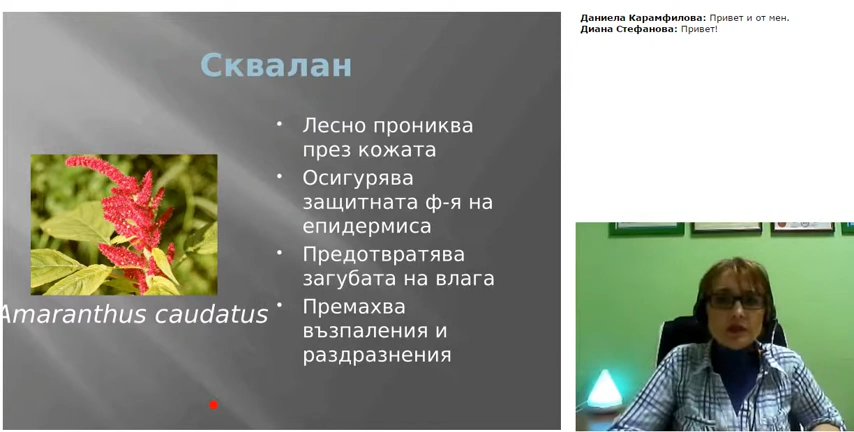 Сквалан
Лесно прониква
през кожата
Осигурява
защитната ф-я на
епидермиса
Предотвратява
загубата на влага
Премахва
възпаления и
раздразнения
Amaranthus caudatus
Даниела Карамфилова: Привет и от мен.
Диана Стефанова: Привет!